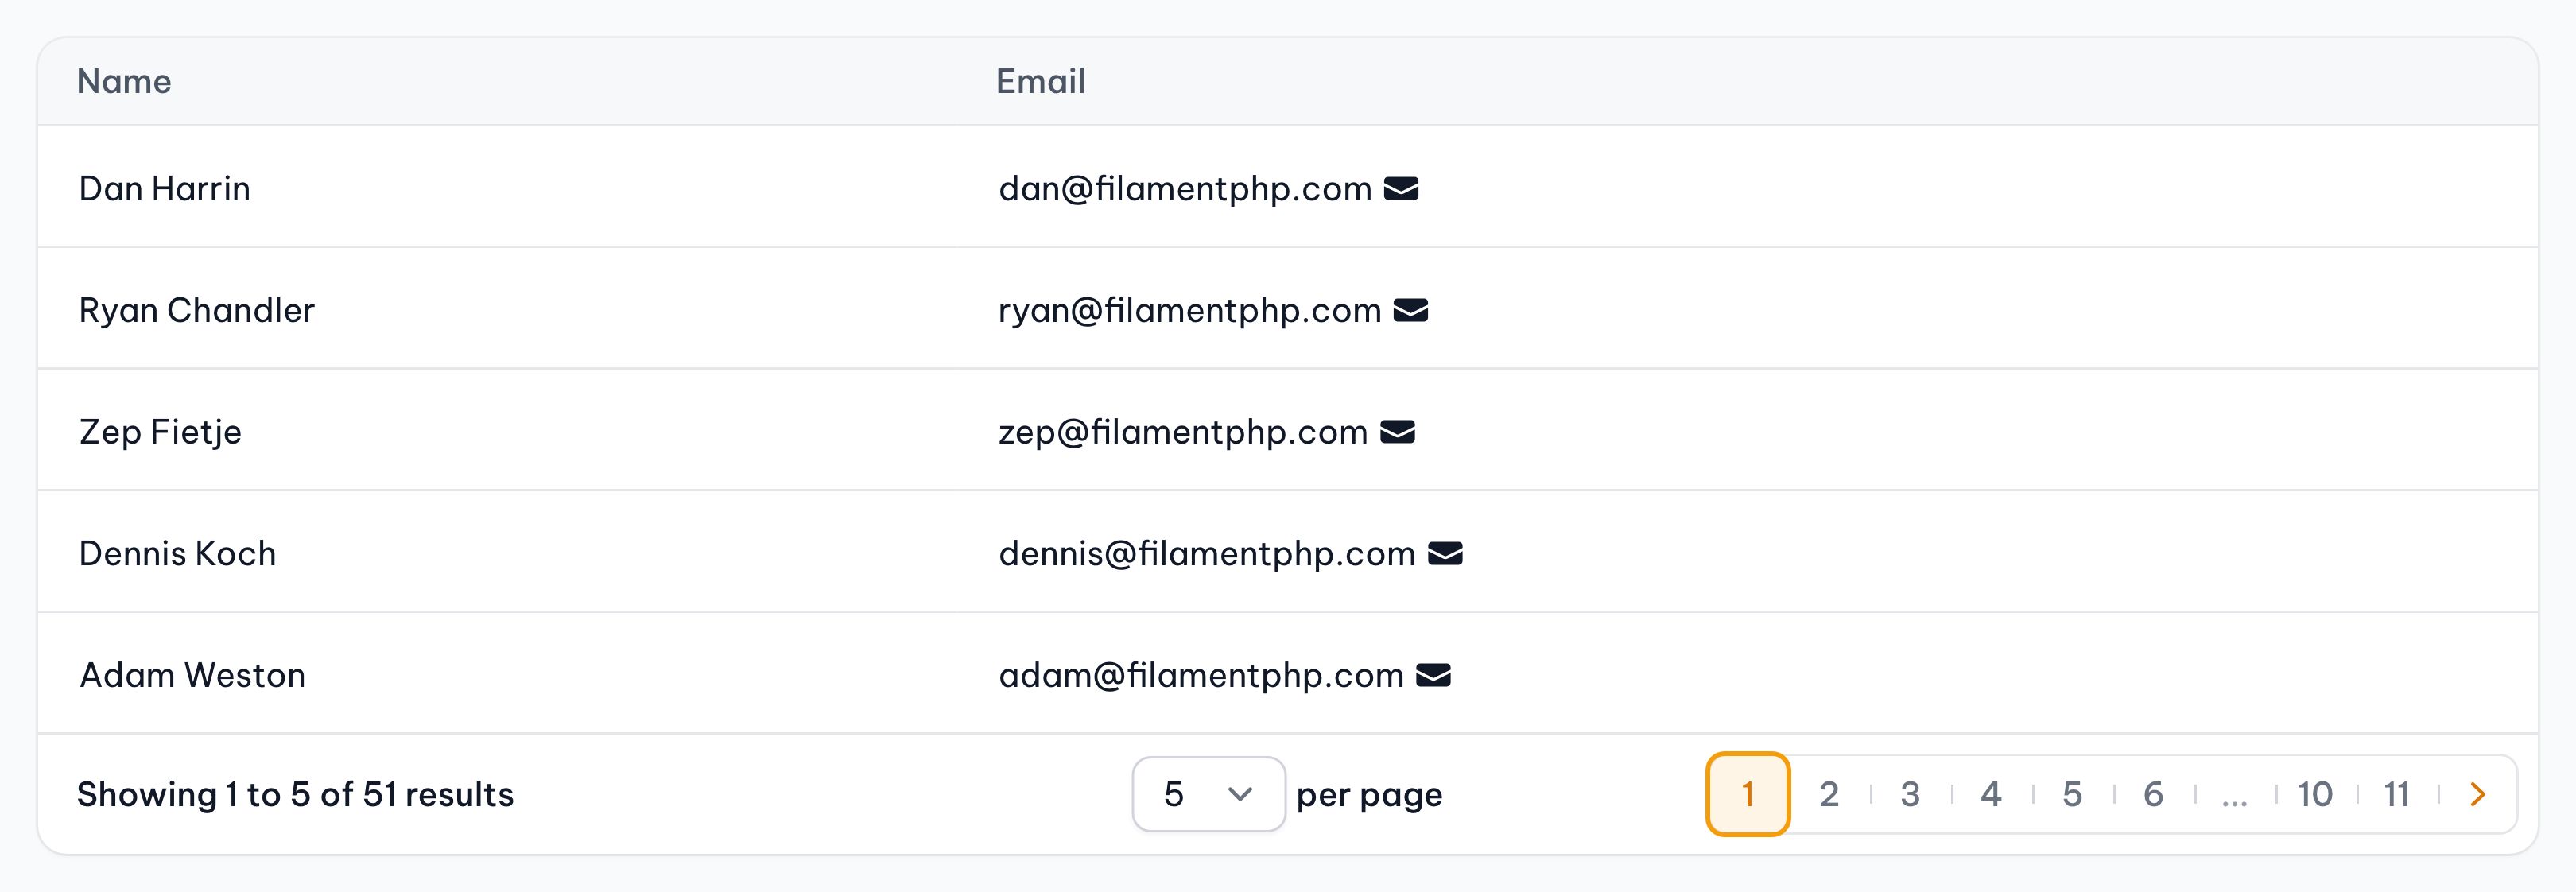 Name Email
Dan Harrin dan@filamentphp.com
Ryan Chandler ryan@filamentphp.com
Zep Fietje zep@filamentphp.com
Dennis Koch dennis@filamentphp.com
Adam Weston adam@filamentphp.com
Showing 1 to 5 of 51 results 5 per page 1 2 3 4 5 6 ... 10 11